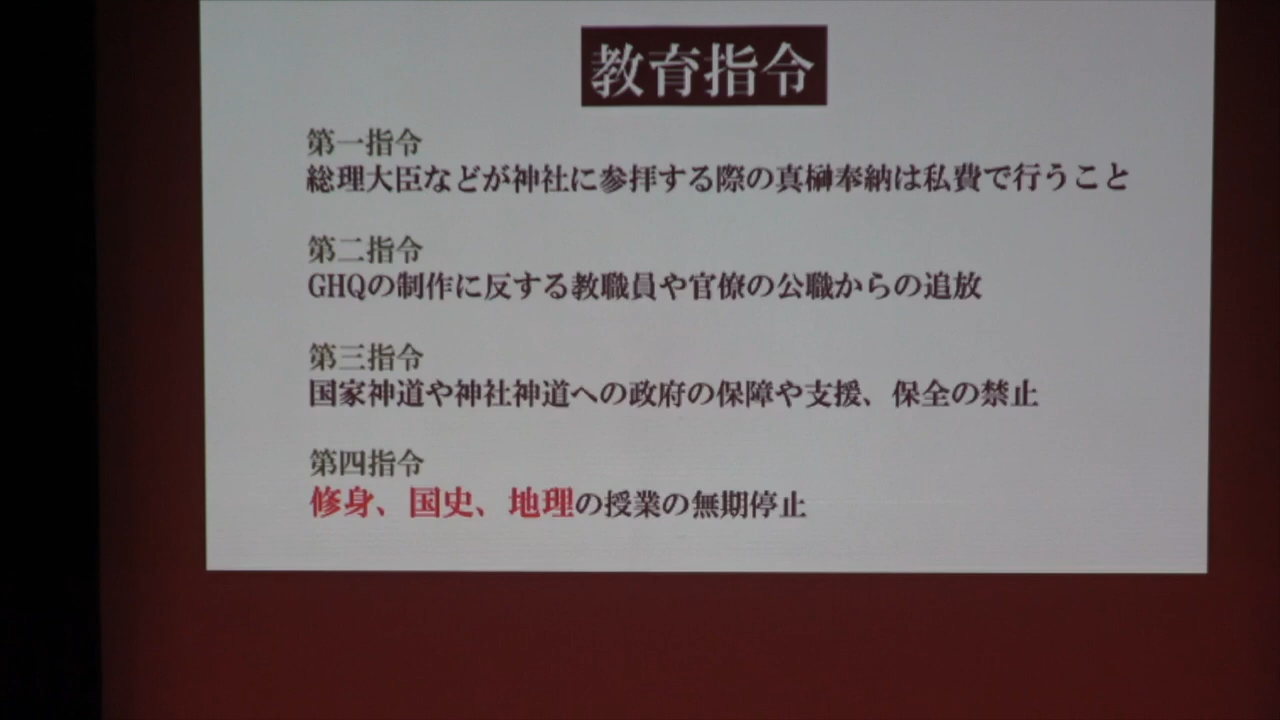 教育指令
第一指令
総理大臣などが神社に参拝する際の真榊奉納は私費で行うこと
第二指令
GHQの制作に反する教職員や官僚の公職からの追放
第三指令
国家神道や神社神道への政府の保障や支援、保全の禁止
第四指令
修身、国史、地理の授業の無期停止